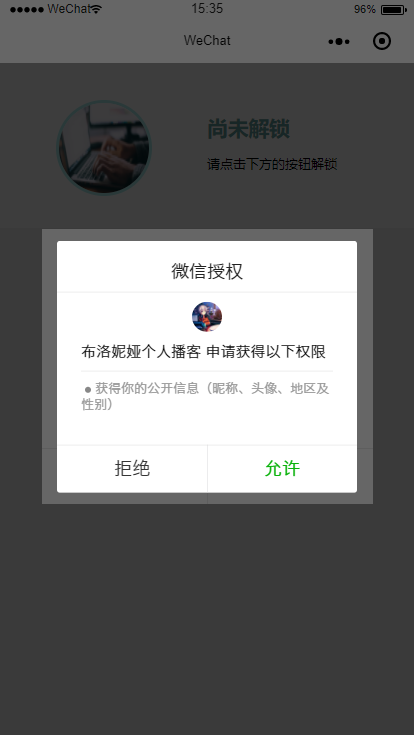 WeChat 15:35 96%
WeChat
尚未解锁
请点击下方的按钮解锁
微信授权
布洛妮娅个人播客 申请获得以下权限
● 获得你的公开信息（昵称、头像、地区及
性别）
拒绝 允许